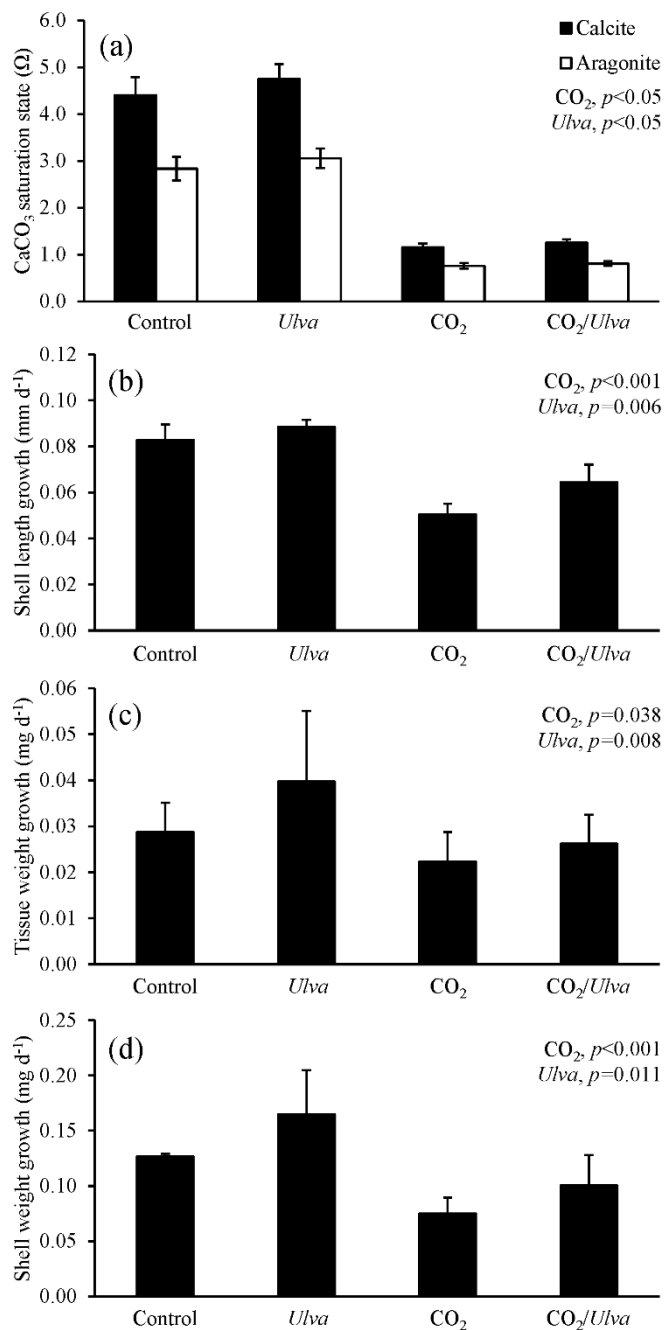 (a)
Calcite
Aragonite
CO₂, p<0.05
Ulva, p<0.05
CaCO₃ saturation state (Ω)
5.0
4.0
3.0
2.0
1.0
0.0
Control
Ulva
CO₂
CO₂/Ulva
(b)
CO₂, p<0.001
Ulva, p=0.006
Shell length growth (mm d⁻¹)
0.12
0.10
0.08
0.06
0.04
0.02
0.00
Control
Ulva
CO₂
CO₂/Ulva
(c)
CO₂, p=0.038
Ulva, p=0.008
Tissue weight growth (mg d⁻¹)
0.06
0.05
0.04
0.03
0.02
0.01
0.00
Control
Ulva
CO₂
CO₂/Ulva
(d)
CO₂, p<0.001
Ulva, p=0.011
Shell weight growth (mg d⁻¹)
0.25
0.20
0.15
0.10
0.05
0.00
Control
Ulva
CO₂
CO₂/Ulva